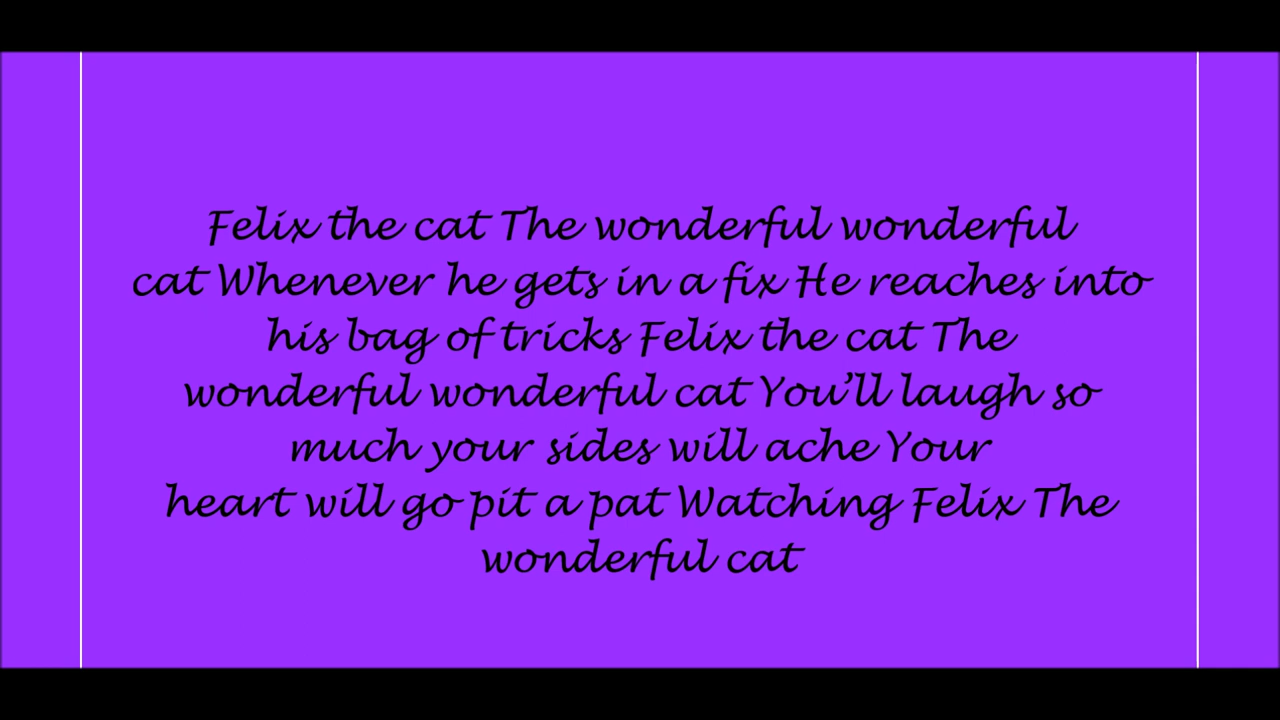 Felix the cat The wonderful wonderful
cat Whenever he gets in a fix He reaches into
his bag of tricks Felix the cat The
wonderful wonderful cat You’ll laugh so
much your sides will ache Your
heart will go pit a pat Watching Felix The
wonderful cat